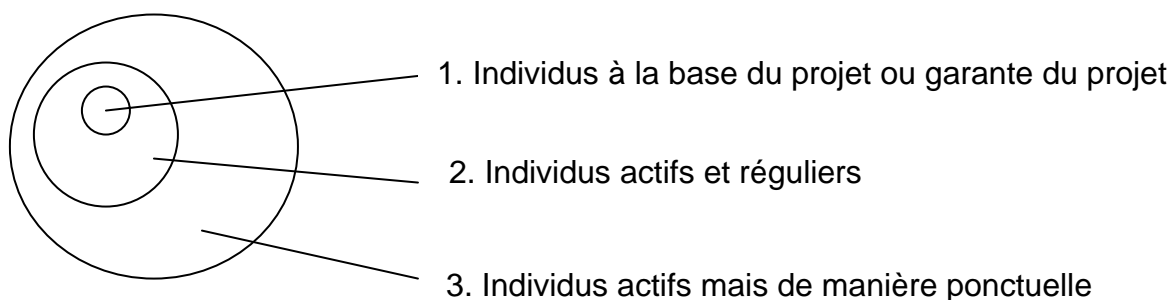 1. Individus à la base du projet ou garante du projet
2. Individus actifs et réguliers
3. Individus actifs mais de manière ponctuelle